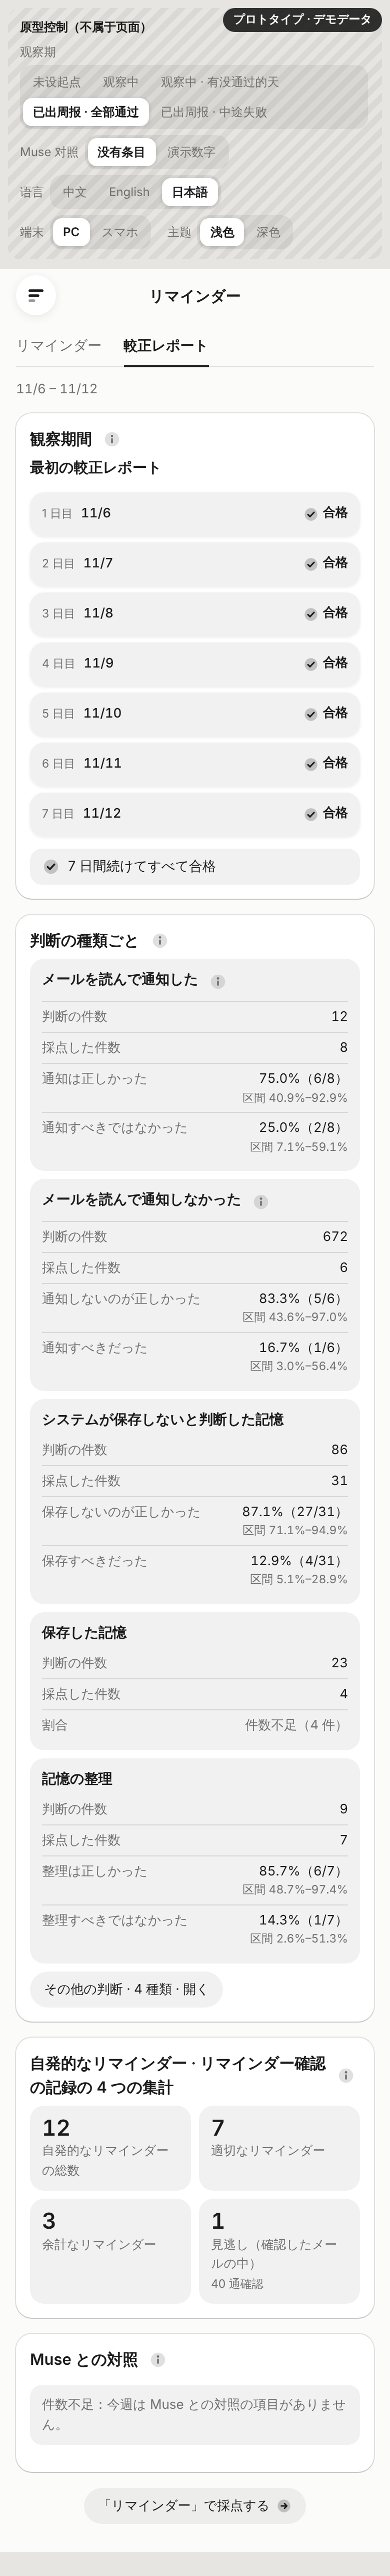 プロトタイプ · デモデータ
原型控制（不属于页面）
观察期
未设起点 观察中 观察中 · 有没通过的天
已出周报 · 全部通过 已出周报 · 中途失败
Muse 对照 没有条目 演示数字
语言 中文 English 日本語
端末 PC スマホ 主题 浅色 深色
リマインダー
リマインダー 較正レポート
11/6 – 11/12
観察期間
最初の較正レポート
1 日目 11/6 合格
2 日目 11/7 合格
3 日目 11/8 合格
4 日目 11/9 合格
5 日目 11/10 合格
6 日目 11/11 合格
7 日目 11/12 合格
7 日間続けてすべて合格
判断の種類ごと
メールを読んで通知した
判断の件数 12
採点した件数 8
通知は正しかった 75.0%（6/8）
区間 40.9%–92.9%
通知すべきではなかった 25.0%（2/8）
区間 7.1%–59.1%
メールを読んで通知しなかった
判断の件数 672
採点した件数 6
通知しないのが正しかった 83.3%（5/6）
区間 43.6%–97.0%
通知すべきだった 16.7%（1/6）
区間 3.0%–56.4%
システムが保存しないと判断した記憶
判断の件数 86
採点した件数 31
保存しないのが正しかった 87.1%（27/31）
区間 71.1%–94.9%
保存すべきだった 12.9%（4/31）
区間 5.1%–28.9%
保存した記憶
判断の件数 23
採点した件数 4
割合 件数不足（4 件）
記憶の整理
判断の件数 9
採点した件数 7
整理は正しかった 85.7%（6/7）
区間 48.7%–97.4%
整理すべきではなかった 14.3%（1/7）
区間 2.6%–51.3%
その他の判断 · 4 種類 · 開く
自発的なリマインダー · リマインダー確認
の記録の 4 つの集計
12
自発的なリマインダー
の総数
7
適切なリマインダー
3
余計なリマインダー
1
見逃し（確認したメー
ルの中）
40 通確認
Muse との対照
件数不足：今週は Muse との対照の項目がありませ
ん。
「リマインダー」で採点する